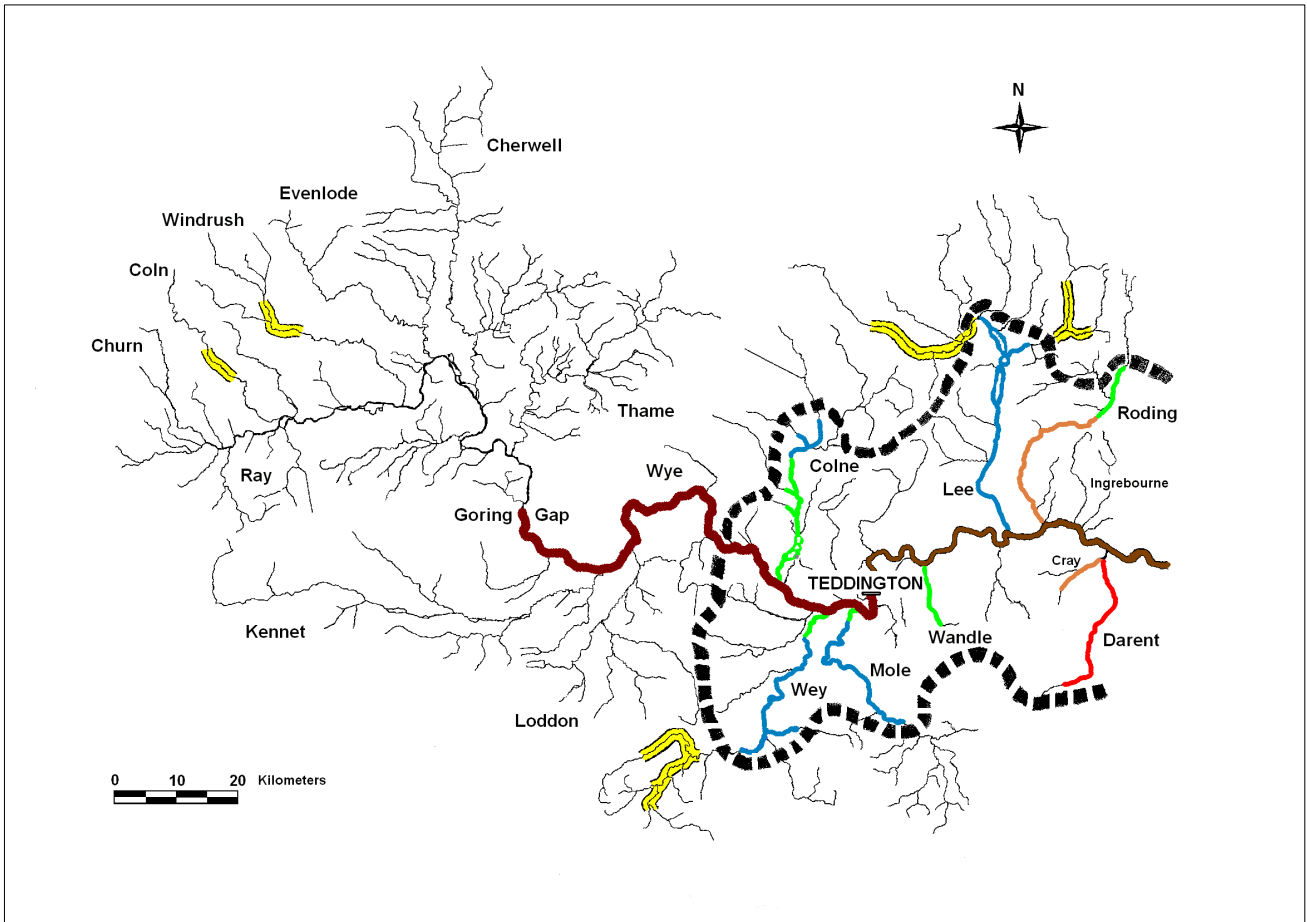 N
Cherwell
Evenlode
Windrush
Coln
Churn
Thame
Roding
Ray
Wye
Colne
Lee
Ingrebourne
Goring Gap
Cray
TEDDINGTON
Kennet
Wandle
Darent
Mole
Wey
Loddon
0 10 20 Kilometers